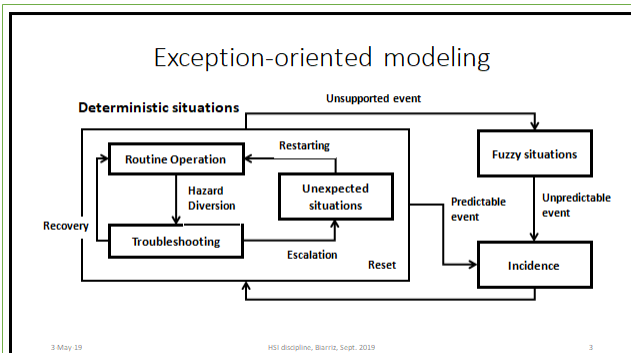 Exception-oriented modeling
Unsupported event
Deterministic situations
Restarting
Routine Operation
Fuzzy situations
Hazard
Diversion
Unexpected
situations
Predictable
event
Unpredictable
event
Recovery
Troubleshooting
Escalation
Reset
Incidence
3-May-19
HSI discipline, Biarriz, Sept. 2019
3